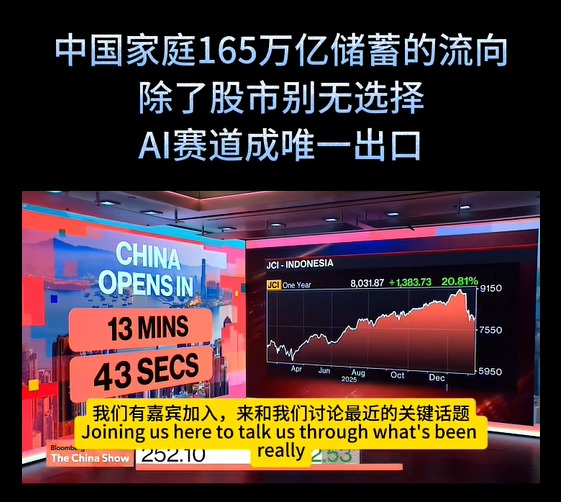 中国家庭165万亿储蓄的流向
除了股市别无选择
AI赛道成唯一出口
CHINA
OPENS IN
13 MINS
43 SECS
JCI - INDONESIA
JCI One Year 8,031.87 +1,383.73 20.81%
9150
7550
5950
Apr Jun Aug Oct Dec
2025
我们有嘉宾加入，来和我们讨论最近的关键话题
Joining us here to talk us through what's been
really
Bloomberg
The China Show
252.10
2.53